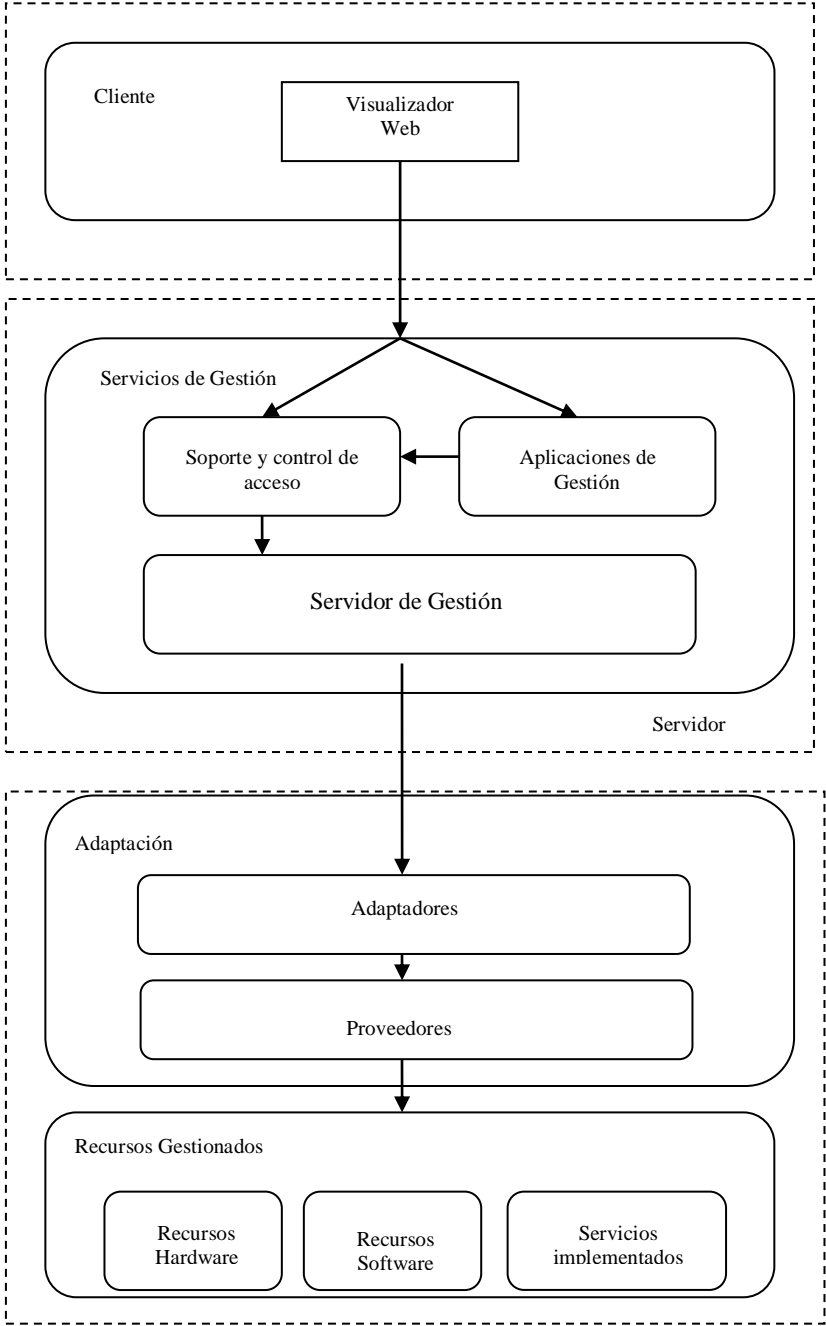 Cliente
Visualizador
Web
Servicios de Gestión
Soporte y control de
acceso
Aplicaciones de
Gestión
Servidor de Gestión
Servidor
Adaptación
Adaptadores
Proveedores
Recursos Gestionados
Recursos
Hardware
Recursos
Software
Servicios
implementados